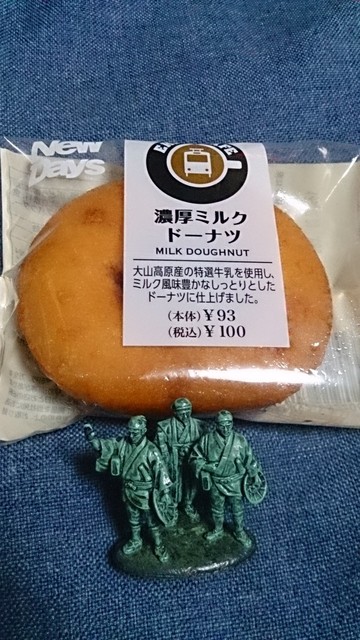 New
Days
濃厚ミルク
ドーナツ
MILK DOUGHNUT
大山高原産の特選牛乳を使用し、
ミルク風味豊かなしっとりとした
ドーナツに仕上げました。
(本体)￥93
(税込)￥100